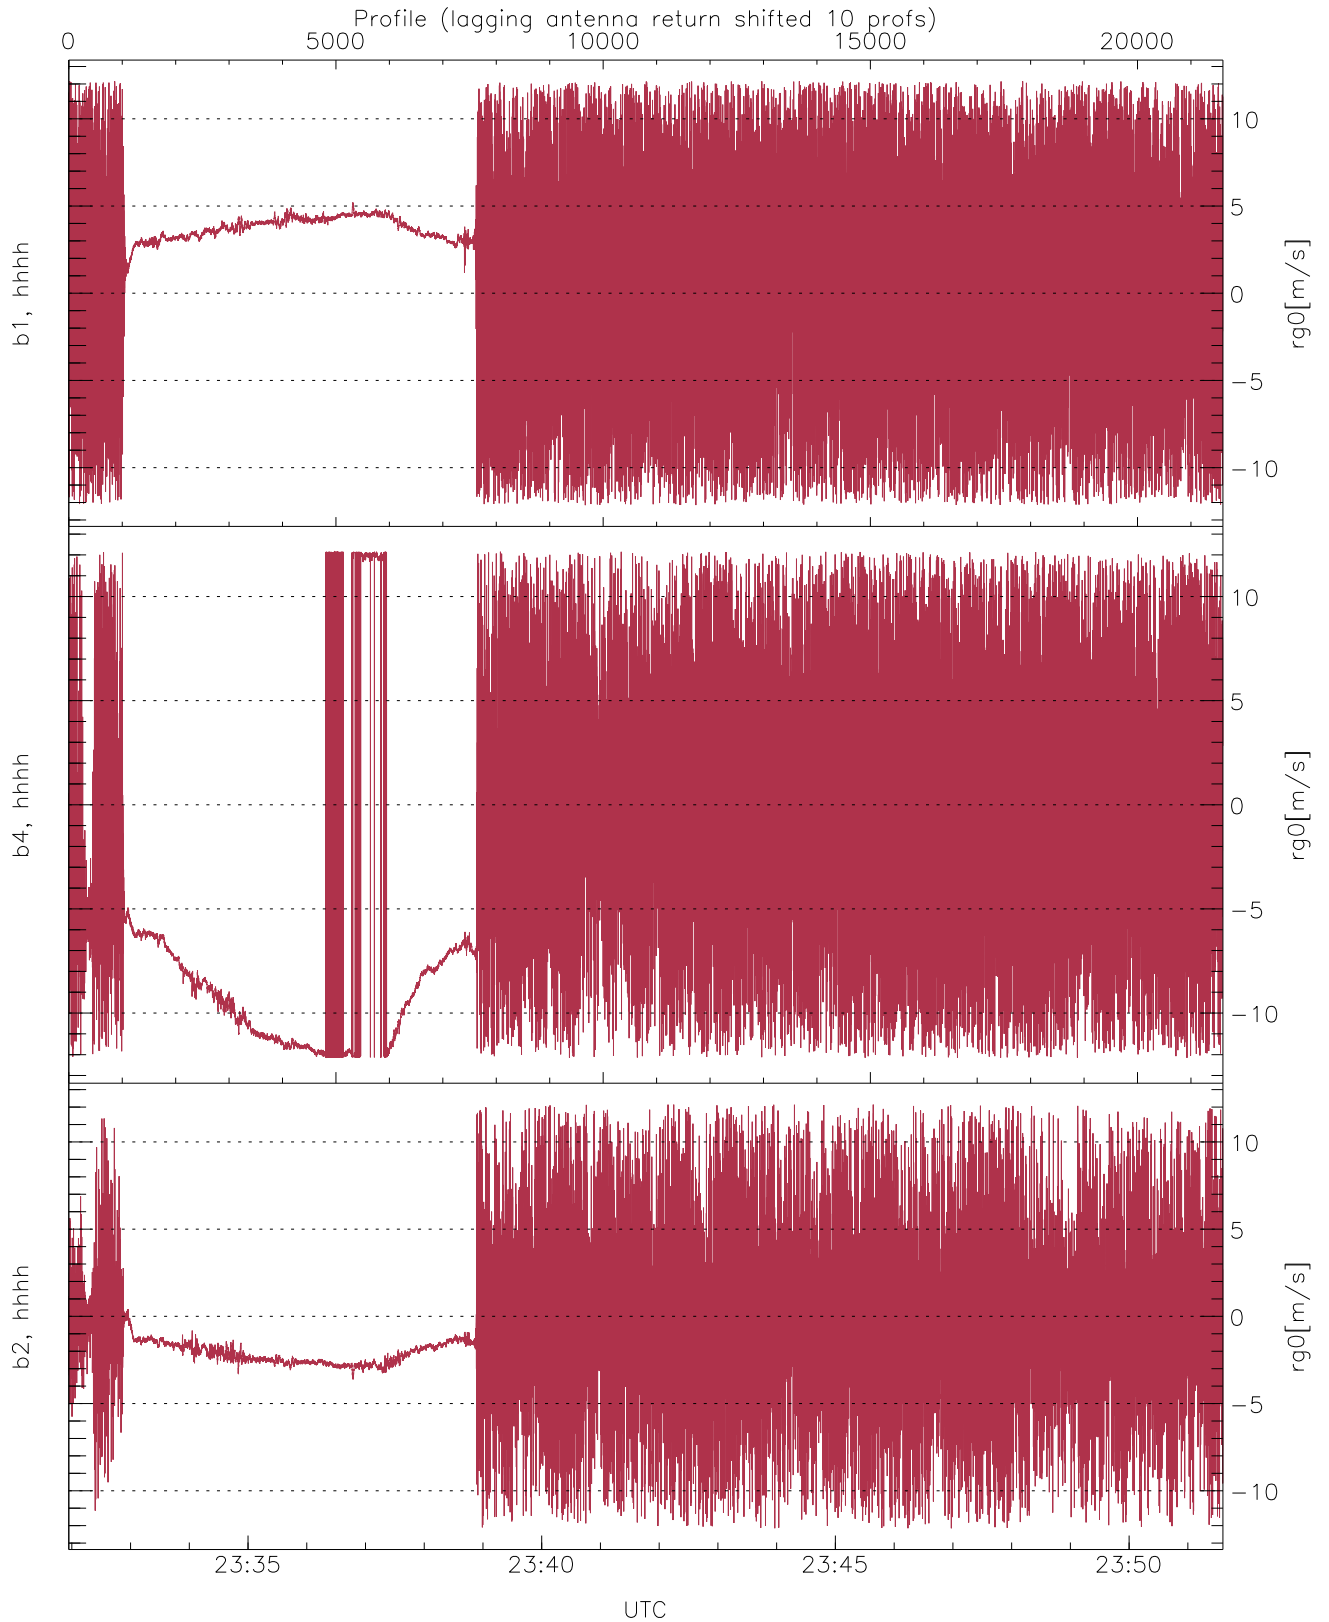 Profile (lagging antenna return shifted 10 profs)
0 5000 10000 15000 20000
b1, hhhh
10
5
0
−5
−10
rg0[m/s]
b4, hhhh
10
5
0
−5
−10
rg0[m/s]
b2, hhhh
10
5
0
−5
−10
rg0[m/s]
23:35 23:40 23:45 23:50
UTC